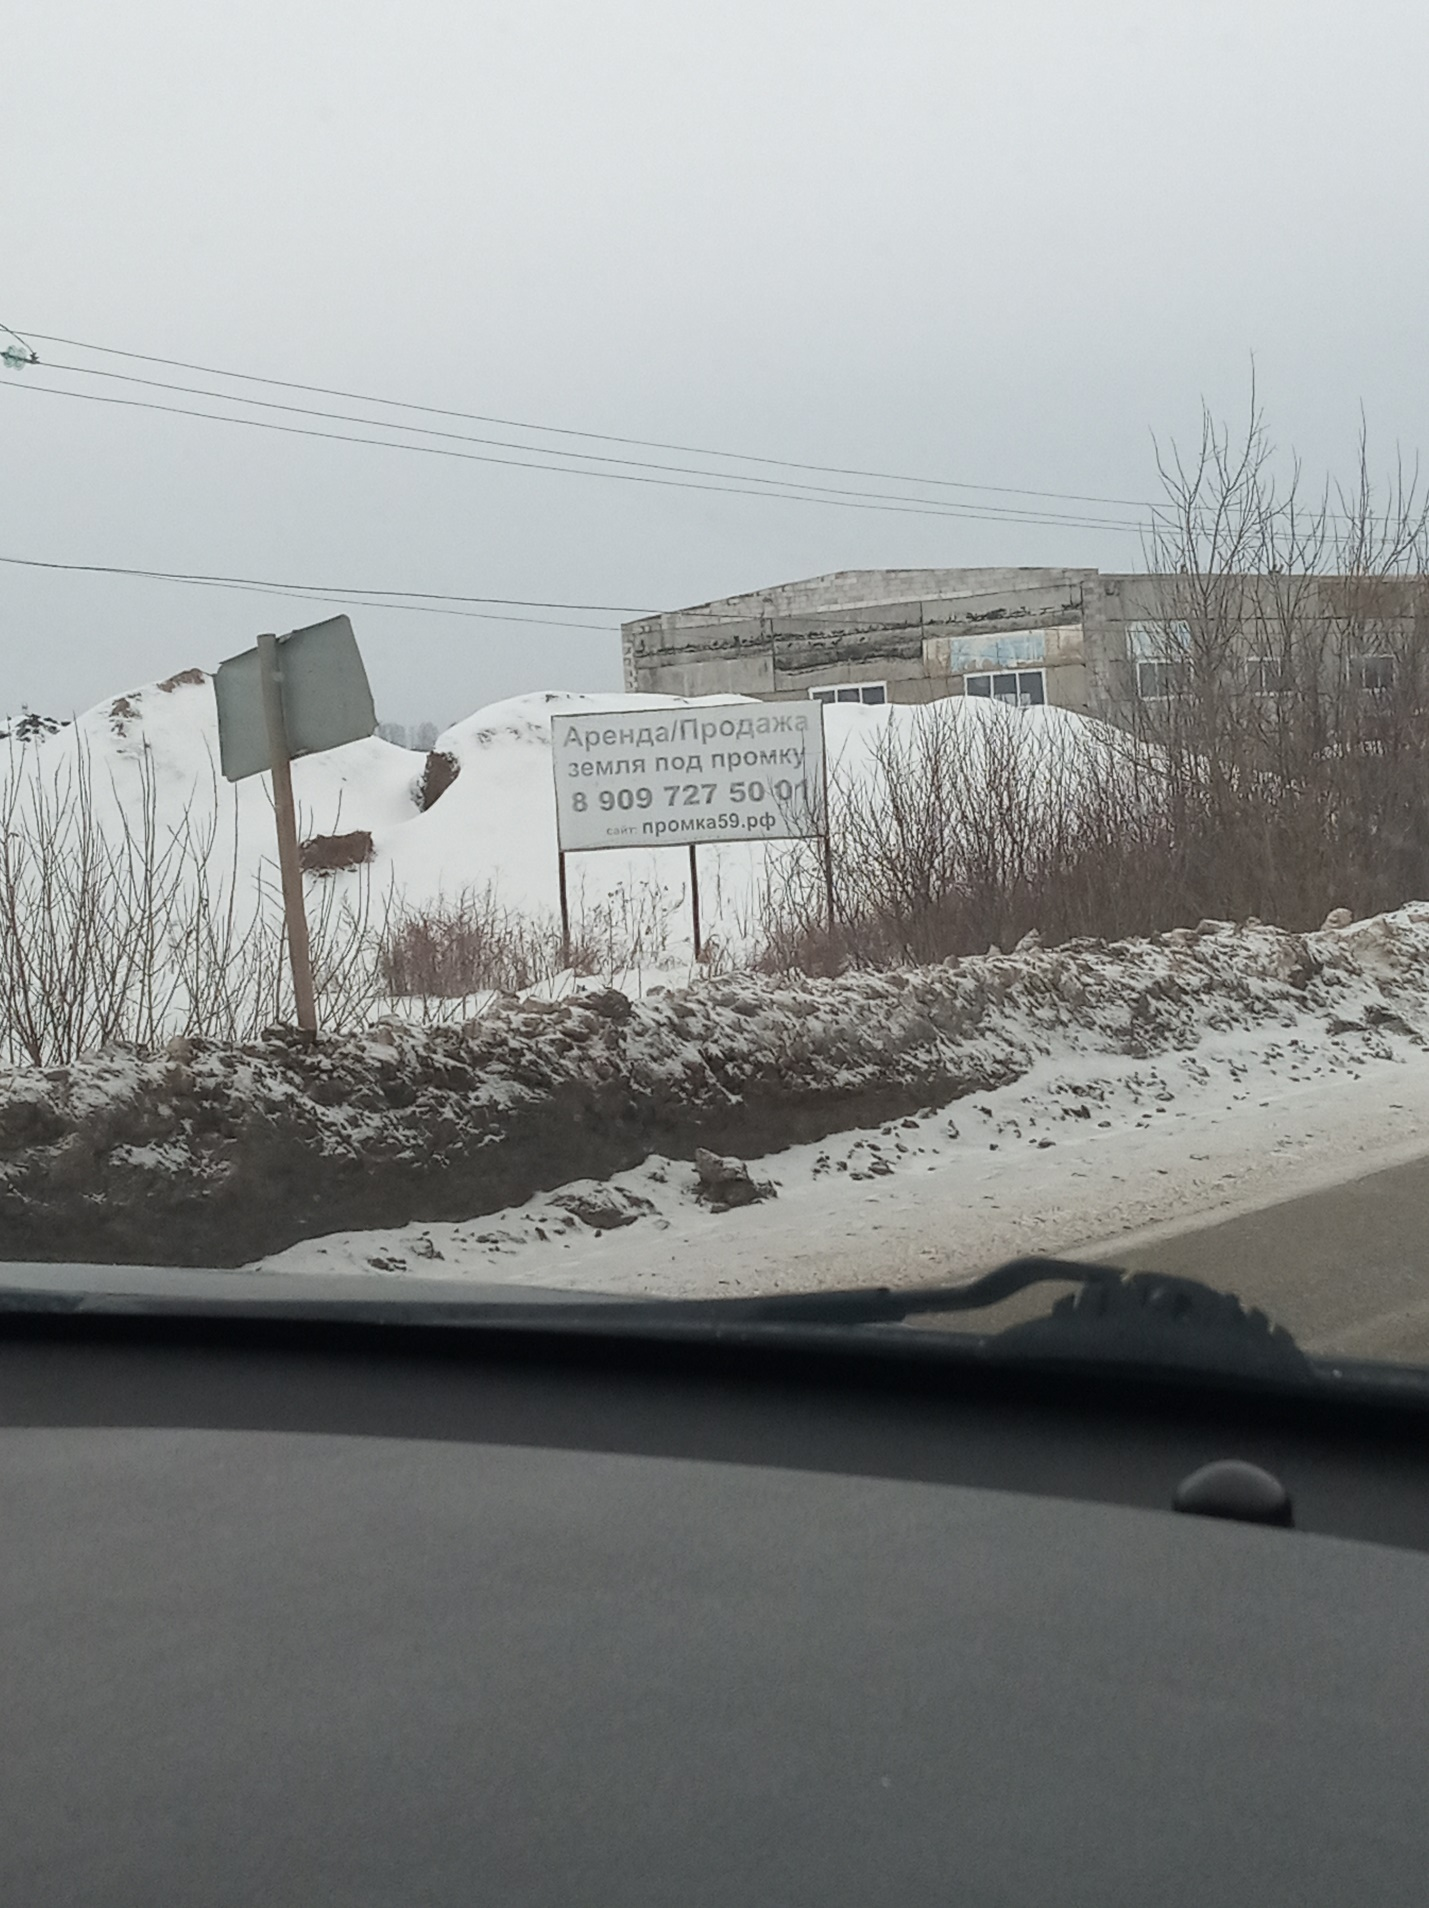 Аренда/Продажа
земля под промку
8 909 727 50 01
сайт: промка59.рф